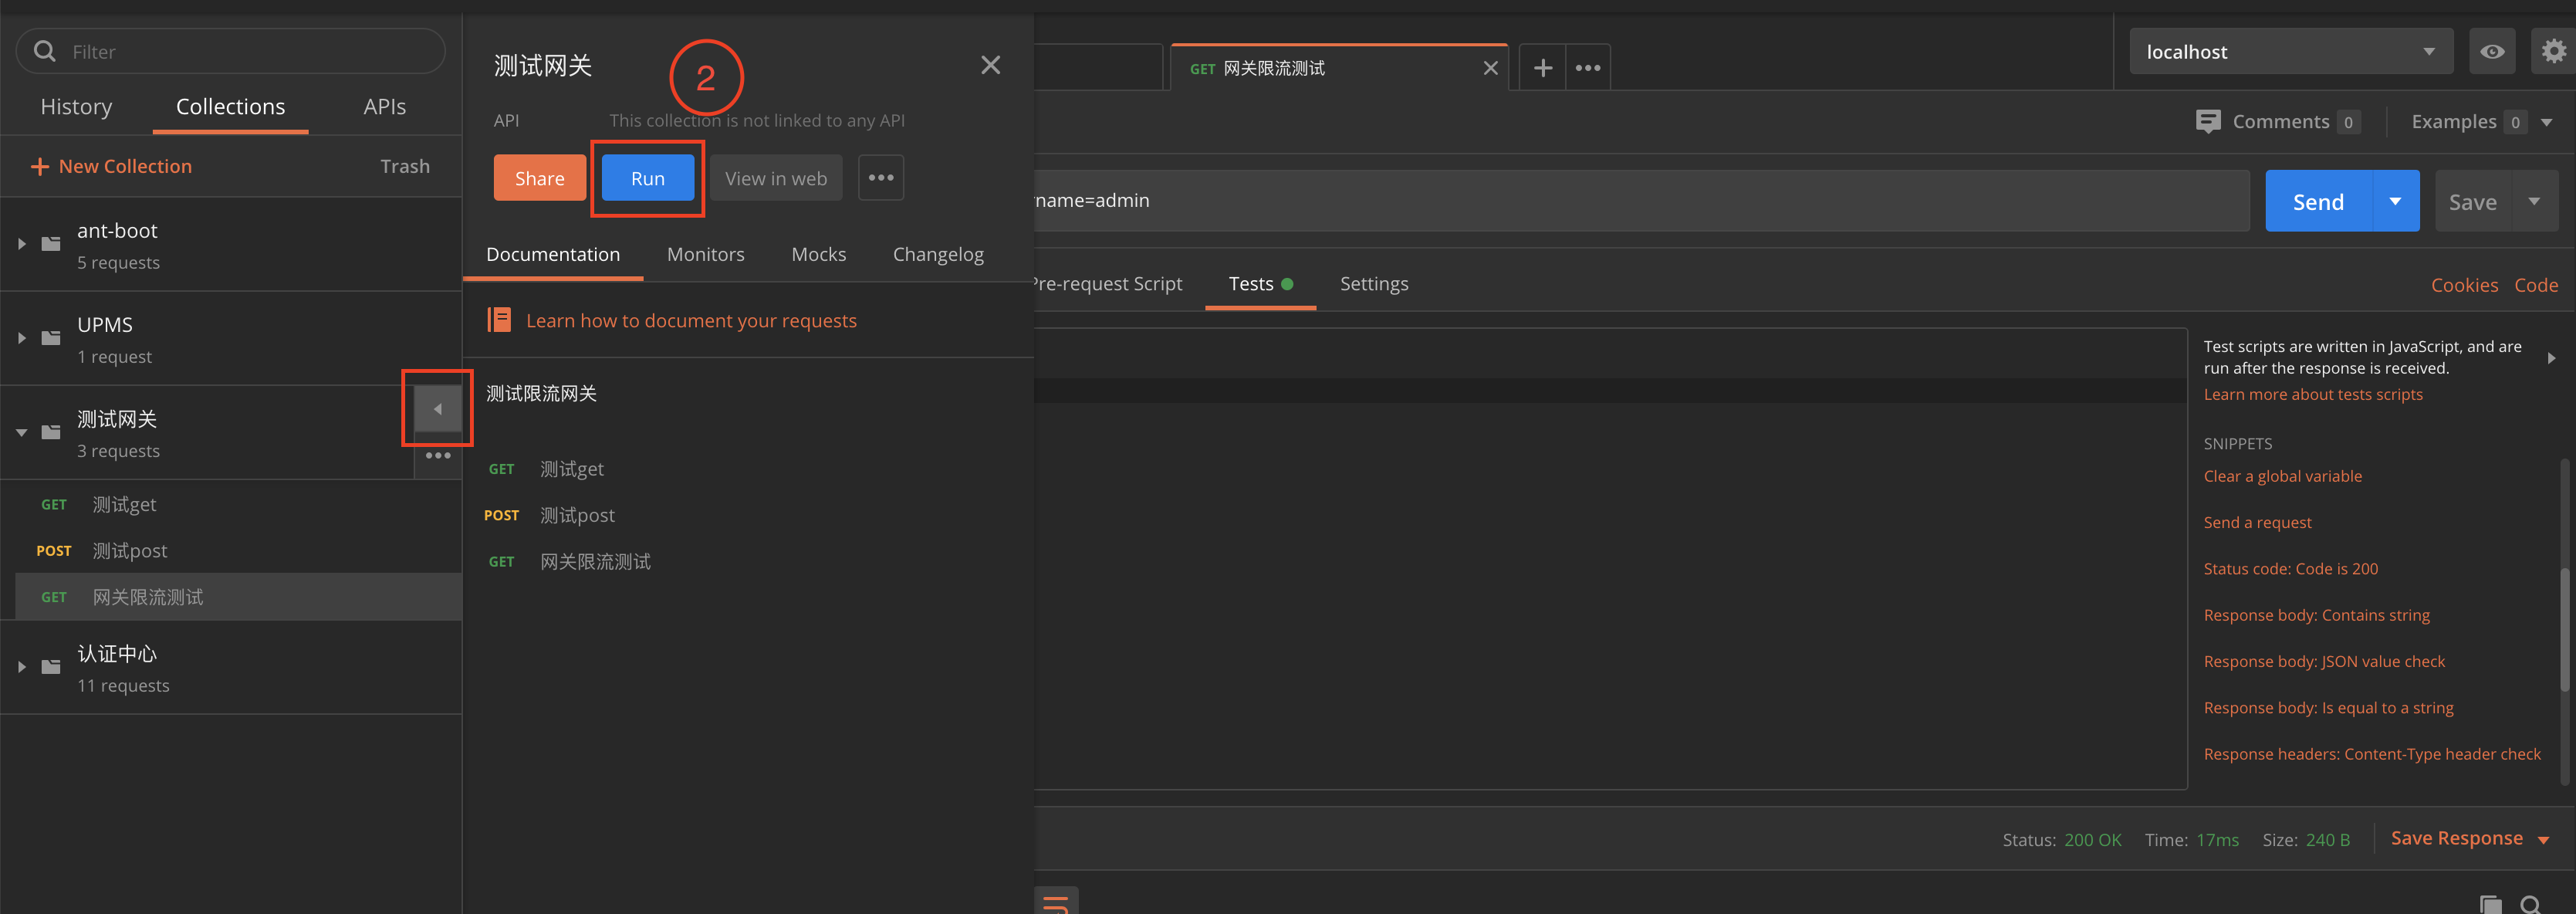 Filter
History Collections APIs
New Collection Trash
ant-boot
5 requests
UPMS
1 request
测试网关
3 requests
GET 测试get
POST 测试post
GET 网关限流测试
认证中心
11 requests
测试网关
2
API This collection is not linked to any API
Share Run View in web
Documentation Monitors Mocks Changelog
Learn how to document your requests
测试限流网关
GET 测试get
POST 测试post
GET 网关限流测试
GET 网关限流测试
localhost
Comments 0 Examples 0
name=admin
Send Save
Pre-request Script Tests Settings
Cookies Code
Test scripts are written in JavaScript, and are
run after the response is received.
Learn more about tests scripts
SNIPPETS
Clear a global variable
Send a request
Status code: Code is 200
Response body: Contains string
Response body: JSON value check
Response body: Is equal to a string
Response headers: Content-Type header check
Status: 200 OK Time: 17ms Size: 240 B Save Response